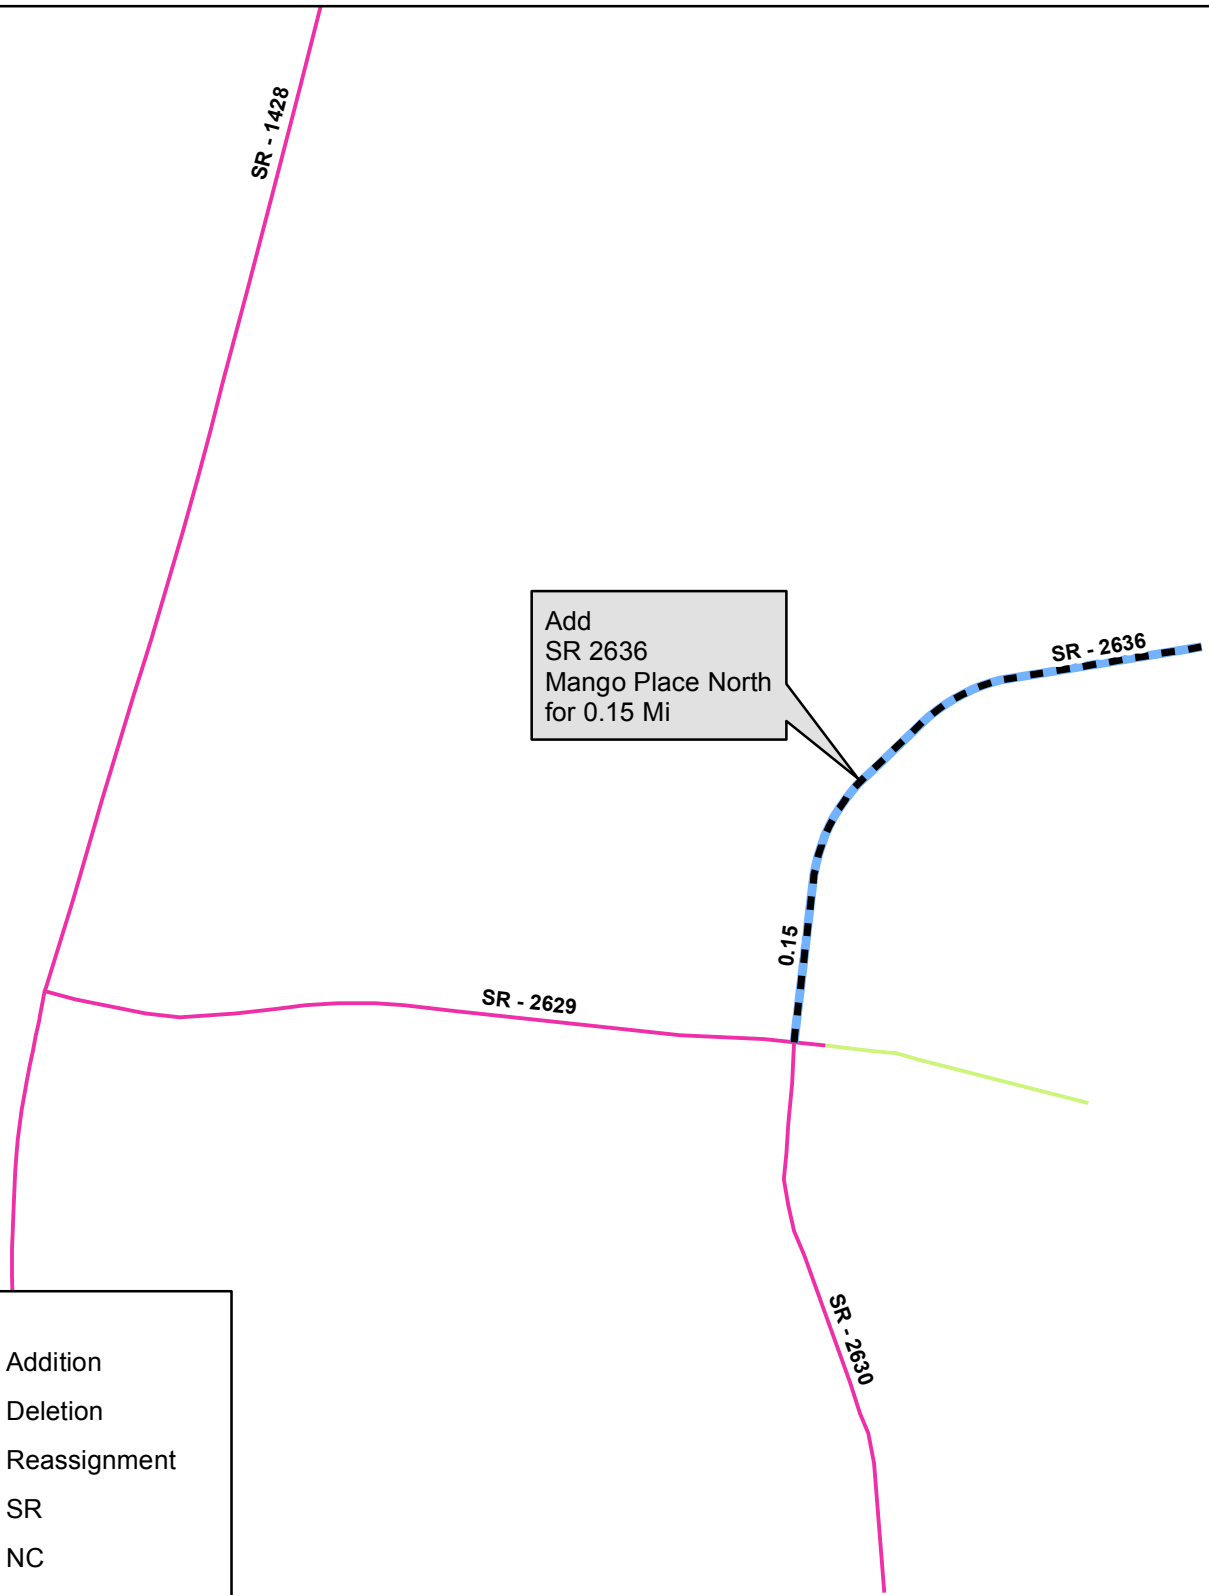 SR - 1428
Add
SR 2636
Mango Place North
for 0.15 Mi
SR - 2636
0.15
SR - 2629
SR - 2630
Addition
Deletion
Reassignment
SR
NC